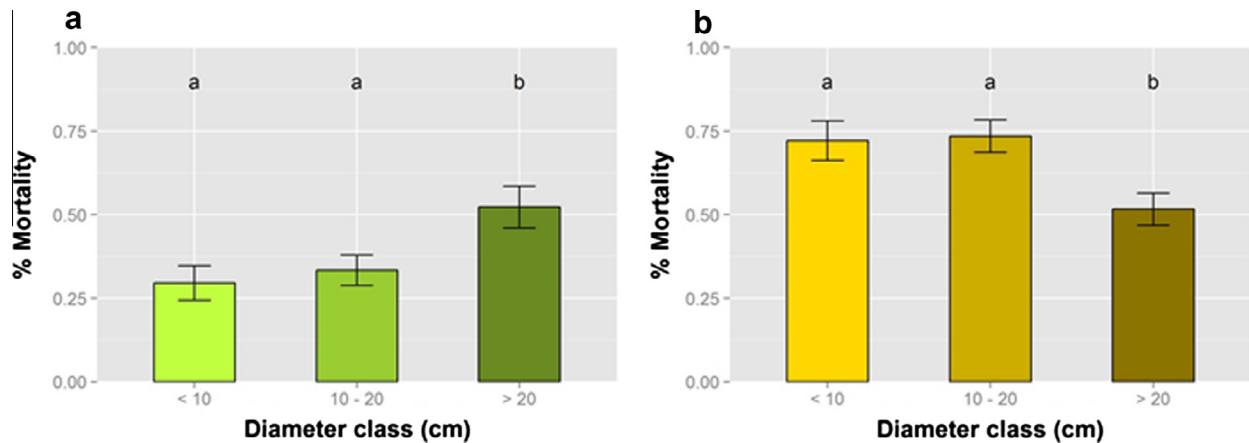 a
1.00
a a b
0.75
0.50
0.25
0.00
< 10 10 - 20 > 20
Diameter class (cm)
% Mortality
b
1.00
a a b
0.75
0.50
0.25
0.00
< 10 10 - 20 > 20
Diameter class (cm)
% Mortality